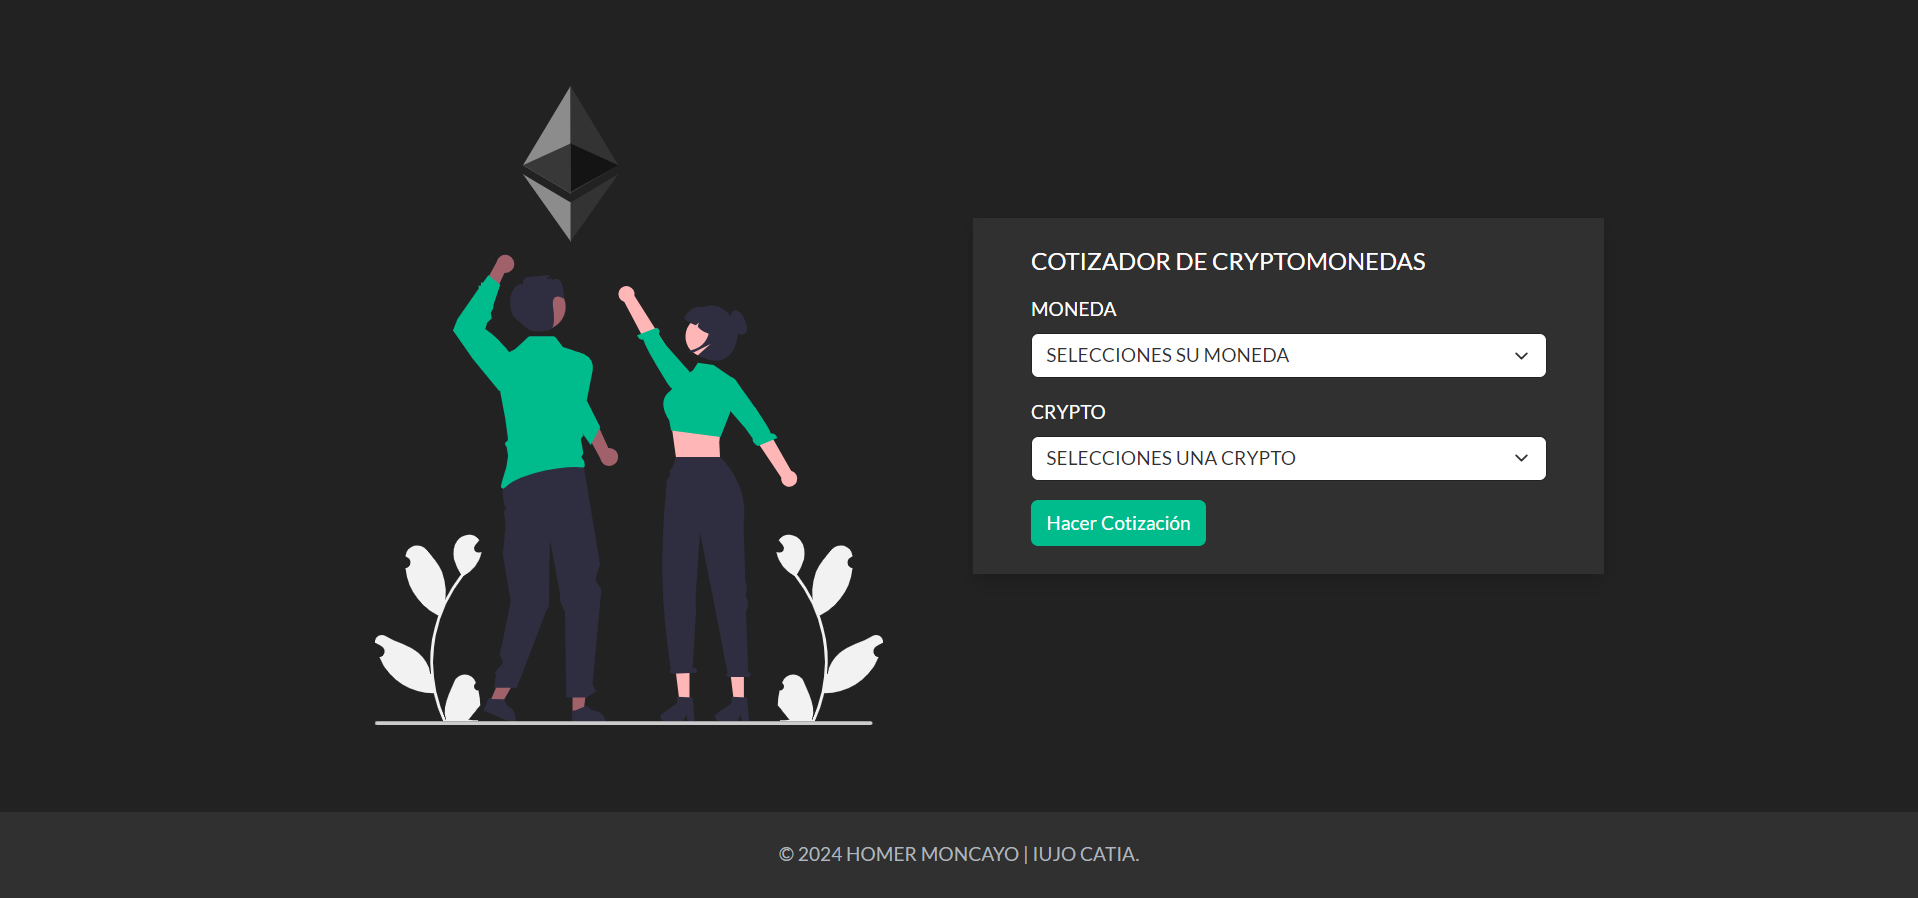 COTIZADOR DE CRYPTOMONEDAS
MONEDA
SELECCIONES SU MONEDA
CRYPTO
SELECCIONES UNA CRYPTO
Hacer Cotización
© 2024 HOMER MONCAYO | IUJO CATIA.